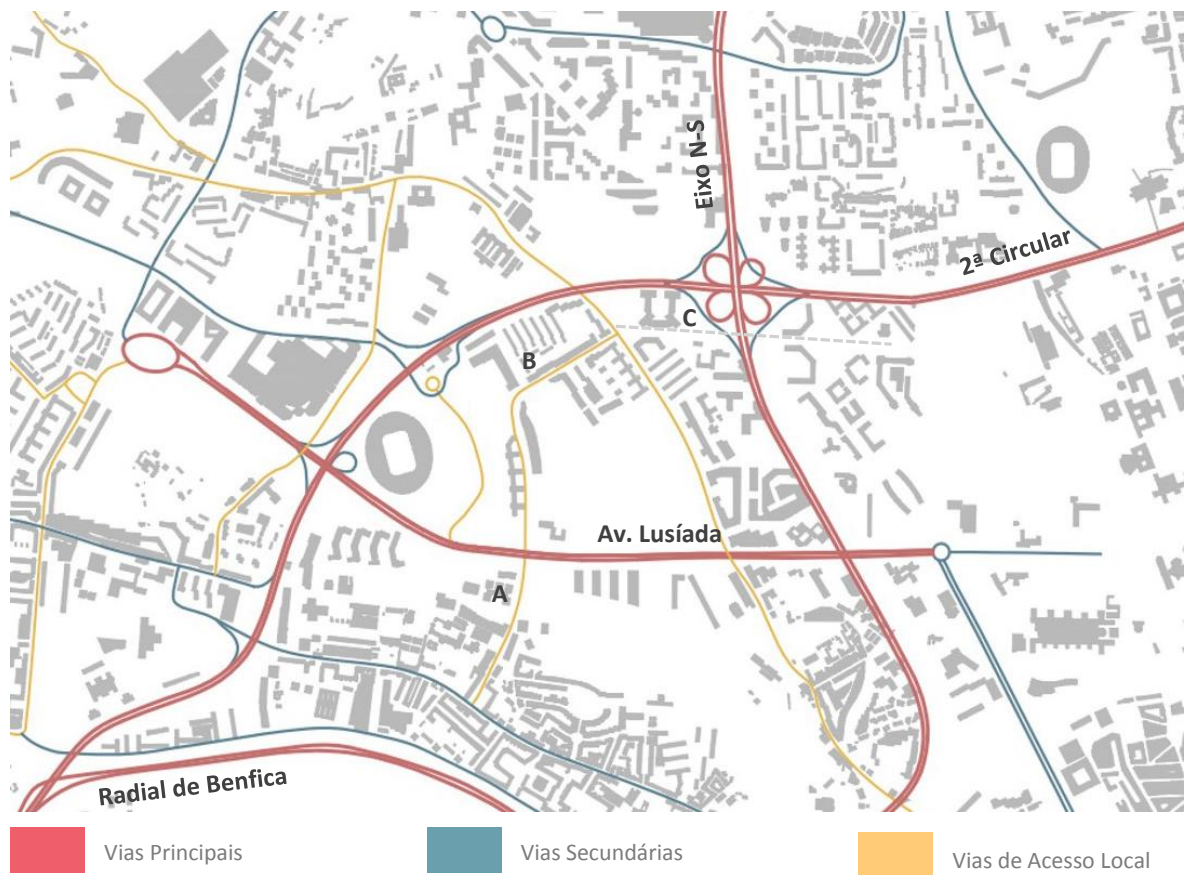 Eixo N-S
2ª Circular
C
B
Av. Lusíada
A
Radial de Benfica
Vias Principais
Vias Secundárias
Vias de Acesso Local